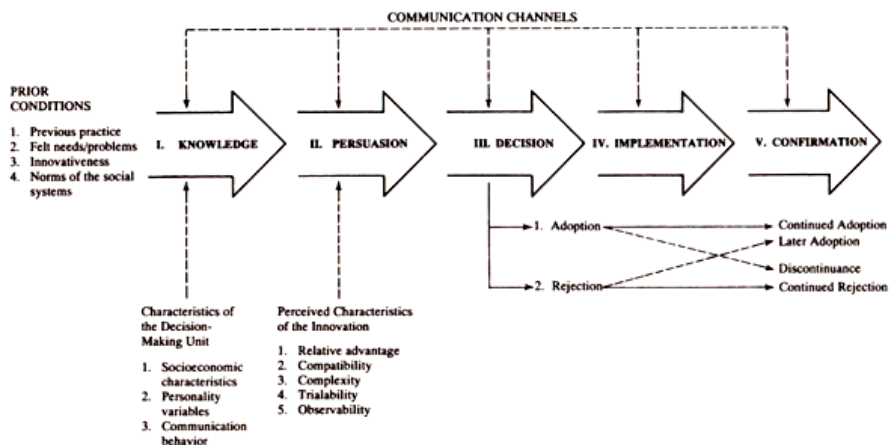 COMMUNICATION CHANNELS
PRIOR
CONDITIONS
1. Previous practice
2. Felt needs/problems
3. Innovativeness
4. Norms of the social
systems
I. KNOWLEDGE
II. PERSUASION
III. DECISION
IV. IMPLEMENTATION
V. CONFIRMATION
1. Adoption
2. Rejection
Continued Adoption
Later Adoption
Discontinuance
Continued Rejection
Characteristics of
the Decision-
Making Unit
1. Socioeconomic
characteristics
2. Personality
variables
3. Communication
behavior
Perceived Characteristics
of the Innovation
1. Relative advantage
2. Compatibility
3. Complexity
4. Trialability
5. Observability